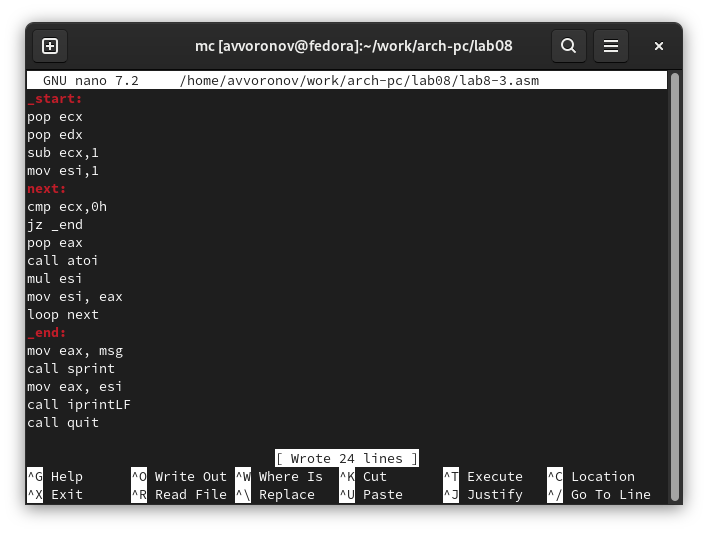 mc [avvoronov@fedora]:~/work/arch-pc/lab08
GNU nano 7.2 /home/avvoronov/work/arch-pc/lab08/lab8-3.asm
_start:
pop ecx
pop edx
sub ecx,1
mov esi,1
next:
cmp ecx,0h
jz _end
pop eax
call atoi
mul esi
mov esi, eax
loop next
_end:
mov eax, msg
call sprint
mov eax, esi
call iprintLF
call quit
[ Wrote 24 lines ]
^G Help ^O Write Out ^W Where Is ^K Cut ^T Execute ^C Location
^X Exit ^R Read File ^\ Replace ^U Paste ^J Justify ^/ Go To Line